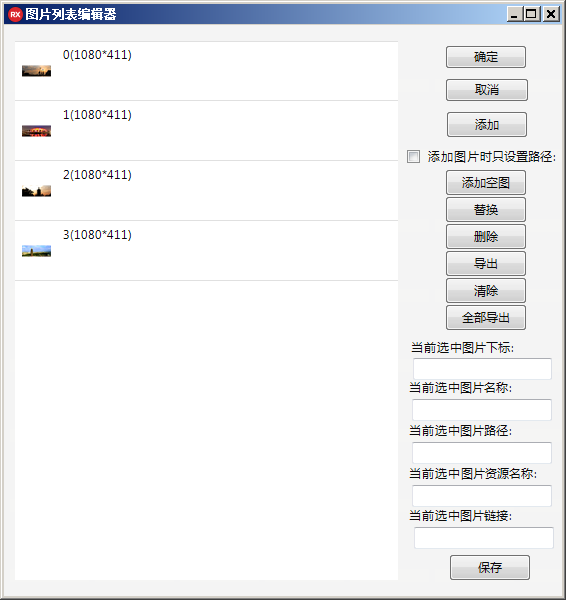 RX 图片列表编辑器
0(1080*411)
1(1080*411)
2(1080*411)
3(1080*411)
确定
取消
添加
添加图片时只设置路径:
添加空图
替换
删除
导出
清除
全部导出
当前选中图片下标:
当前选中图片名称:
当前选中图片路径:
当前选中图片资源名称:
当前选中图片链接:
保存